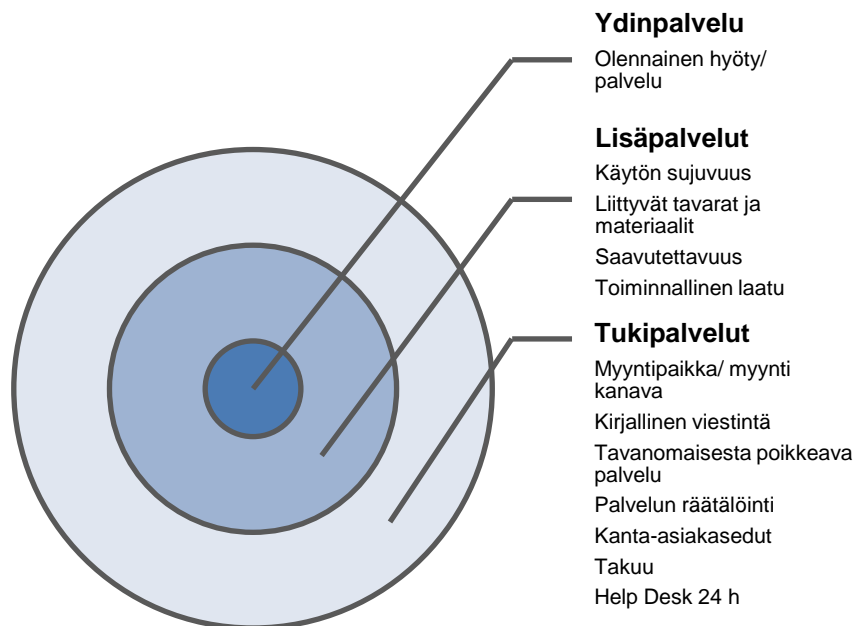 Ydinpalvelu
Olennainen hyöty/
palvelu
Lisäpalvelut
Käytön sujuvuus
Liittyvät tavarat ja
materiaalit
Saavutettavuus
Toiminnallinen laatu
Tukipalvelut
Myyntipaikka/ myynti
kanava
Kirjallinen viestintä
Tavanomaisesta poikkeava
palvelu
Palvelun räätälöinti
Kanta-asiakasedut
Takuu
Help Desk 24 h